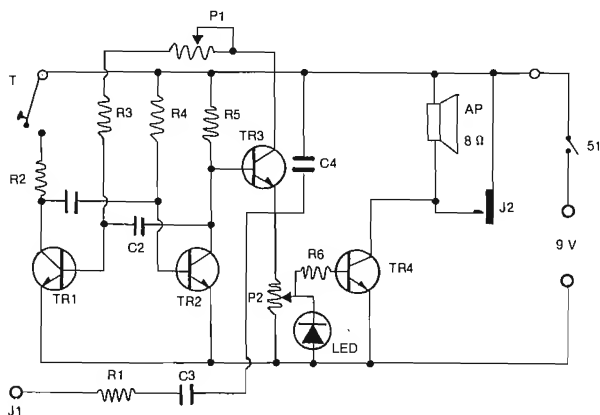 P1
T
R3
R4
R5
AP
8 Ω
TR3
C4
51
R2
J2
C2
R6
9 V
TR1
TR2
P2
TR4
LED
R1
C3
J1